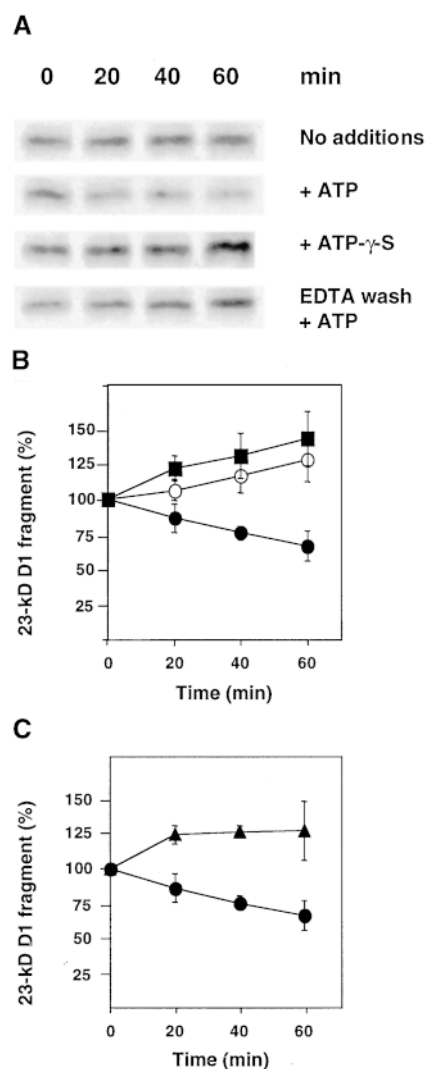 A
0 20 40 60 min
No additions
+ ATP
+ ATP-γ-S
EDTA wash
+ ATP
B
23-kD D1 fragment (%)
150
125
100
75
50
25
0 20 40 60
Time (min)
C
23-kD D1 fragment (%)
150
125
100
75
50
25
0 20 40 60
Time (min)